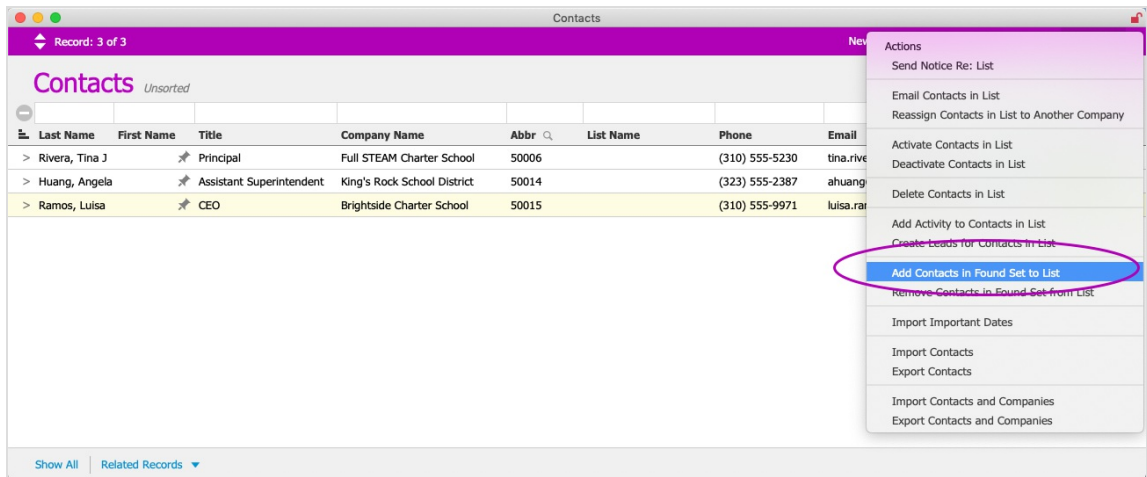 Contacts
Record: 3 of 3
New
Contacts Unsorted
Last Name First Name Title Company Name Abbr List Name Phone Email
> Rivera, Tina J Principal Full STEAM Charter School 50006 (310) 555-5230 tina.rive
> Huang, Angela Assistant Superintendent King's Rock School District 50014 (323) 555-2387 ahuang
> Ramos, Luisa CEO Brightside Charter School 50015 (310) 555-9971 luisa.ran
Actions
Send Notice Re: List
Email Contacts in List
Reassign Contacts in List to Another Company
Activate Contacts in List
Deactivate Contacts in List
Delete Contacts in List
Add Activity to Contacts in List
Create Leads for Contacts in List
Add Contacts in Found Set to List
Remove Contacts in Found Set from List
Import Important Dates
Import Contacts
Export Contacts
Import Contacts and Companies
Export Contacts and Companies
Show All Related Records